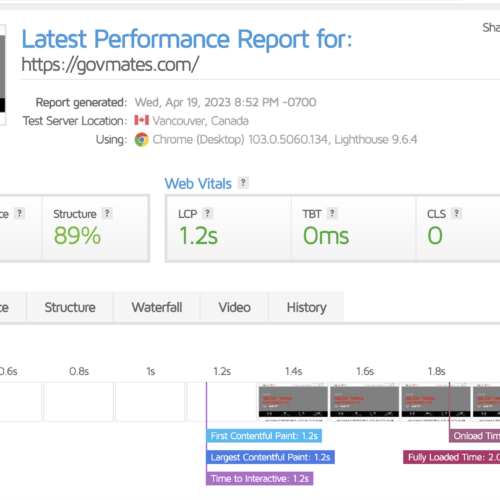 Latest Performance Report for:
https://govmates.com/
Report generated: Wed, Apr 19, 2023 8:52 PM -0700
Test Server Location: Vancouver, Canada
Using: Chrome (Desktop) 103.0.5060.134, Lighthouse 9.6.4
Web Vitals ?
ce ? Structure ? LCP ? TBT ? CLS ?
89% 1.2s 0ms 0
ce Structure Waterfall Video History
0.6s 0.8s 1s 1.2s 1.4s 1.6s 1.8s
First Contentful Paint: 1.2s Onload Tim
Largest Contentful Paint: 1.2s Fully Loaded Time: 2.0
Time to Interactive: 1.2s